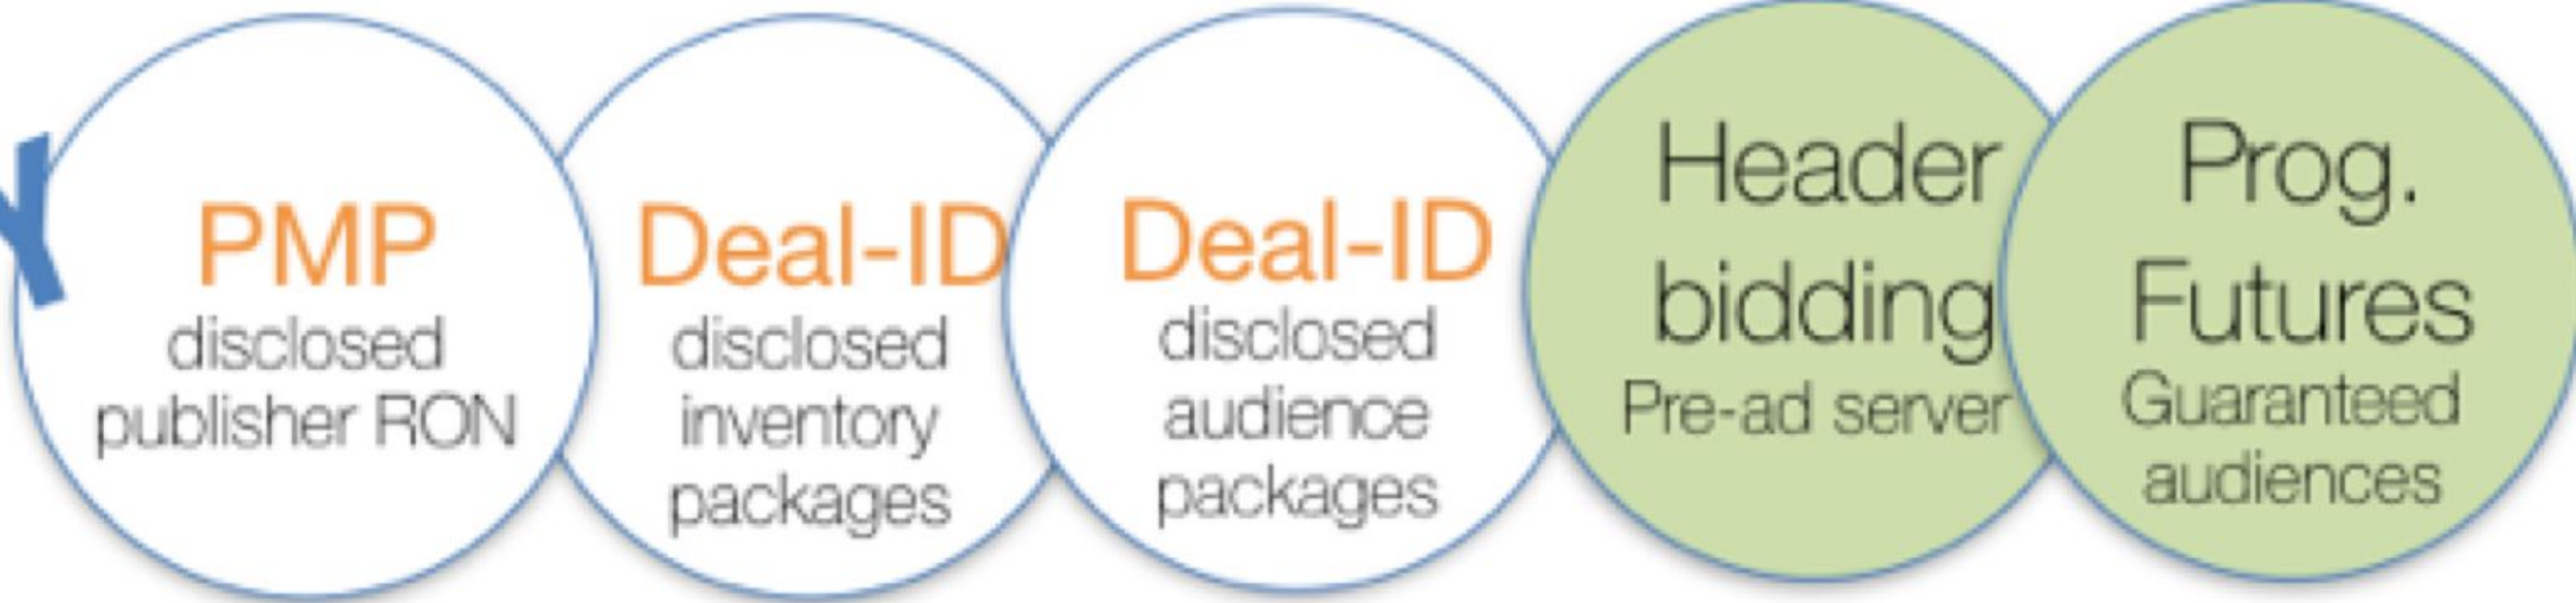 PMP
disclosed
publisher RON
Deal-ID
disclosed
inventory
packages
Deal-ID
disclosed
audience
packages
Header
bidding
Pre-ad server
Prog.
Futures
Guaranteed
audiences